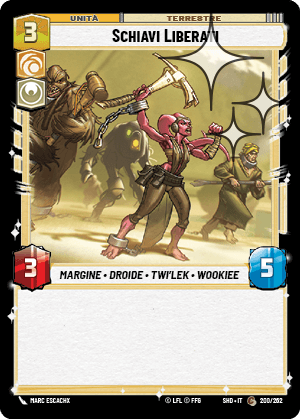 3
UNITÀ
TERRESTRE
SCHIAVI LIBERATI
3
MARGINE • DROIDE • TWI'LEK • WOOKIEE
5
MARC ESCACHX
© LFL © FFG
SHD • IT
200/262